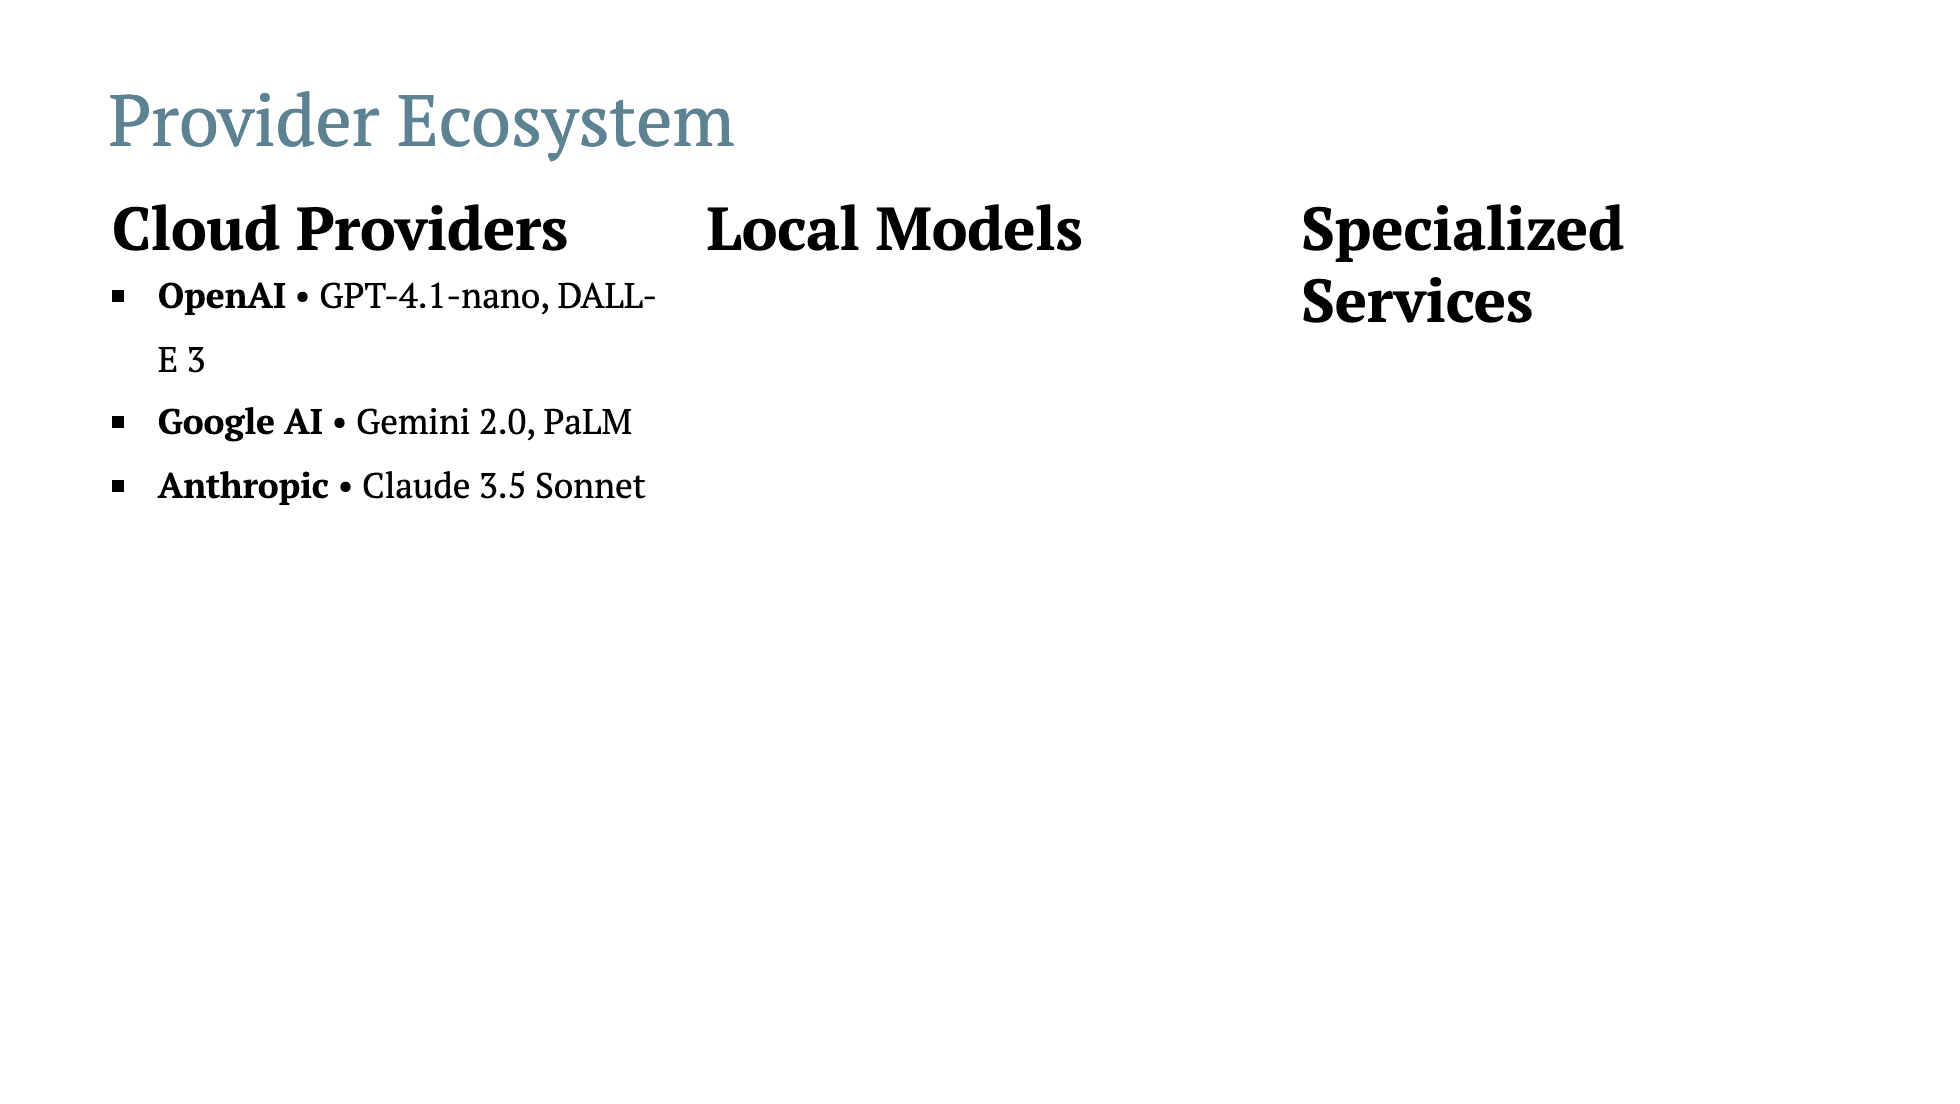 Provider Ecosystem
Cloud Providers
▪ OpenAI • GPT-4.1-nano, DALL-
E 3
▪ Google AI • Gemini 2.0, PaLM
▪ Anthropic • Claude 3.5 Sonnet
Local Models
Specialized
Services